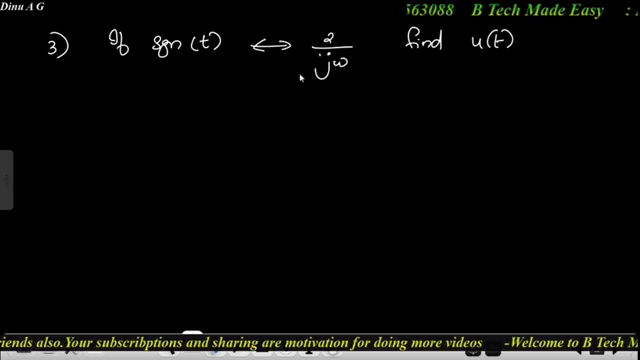 Dinu A G
563088 B Tech Made Easy
3) If sgn(t) ↔ 2/jω find u(t)
riends also.Your subscribptions and sharing are motivation for doing more videos -Welcome to B Tech M